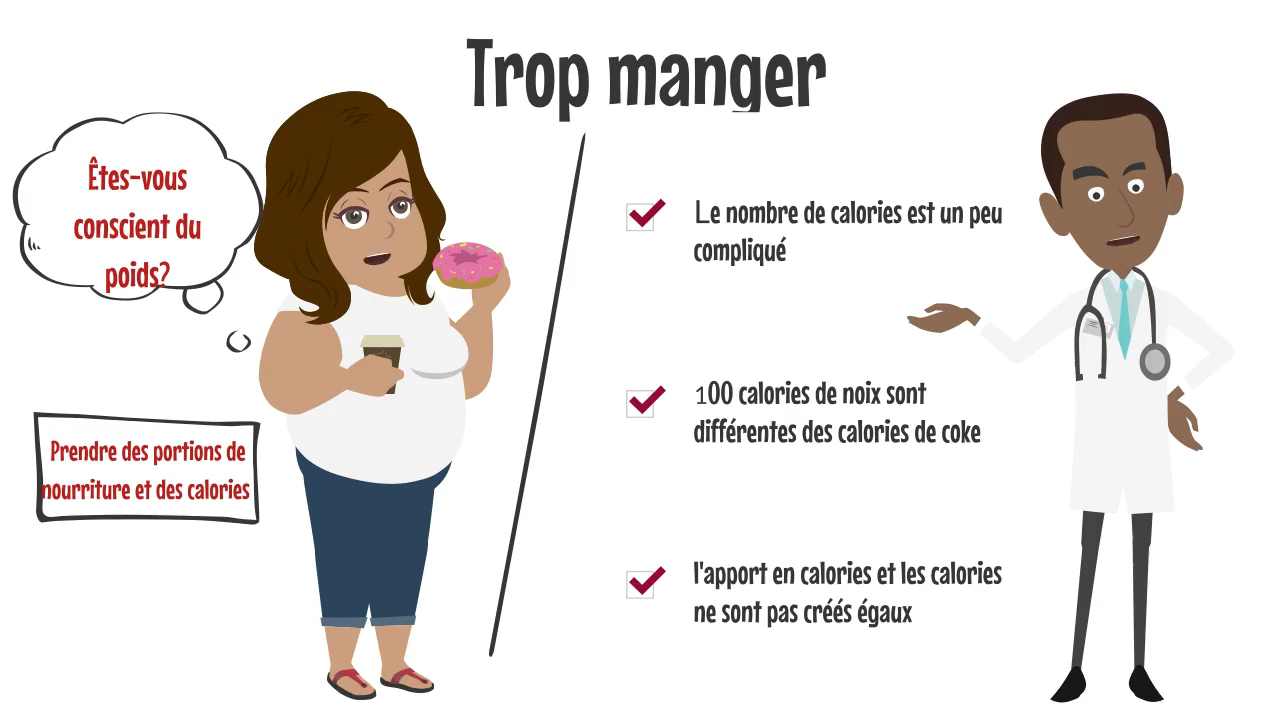 Trop manger
Êtes-vous
conscient du
poids?
Prendre des portions de
nourriture et des calories
Le nombre de calories est un peu
compliqué
100 calories de noix sont
différentes des calories de coke
l'apport en calories et les calories
ne sont pas créés égaux